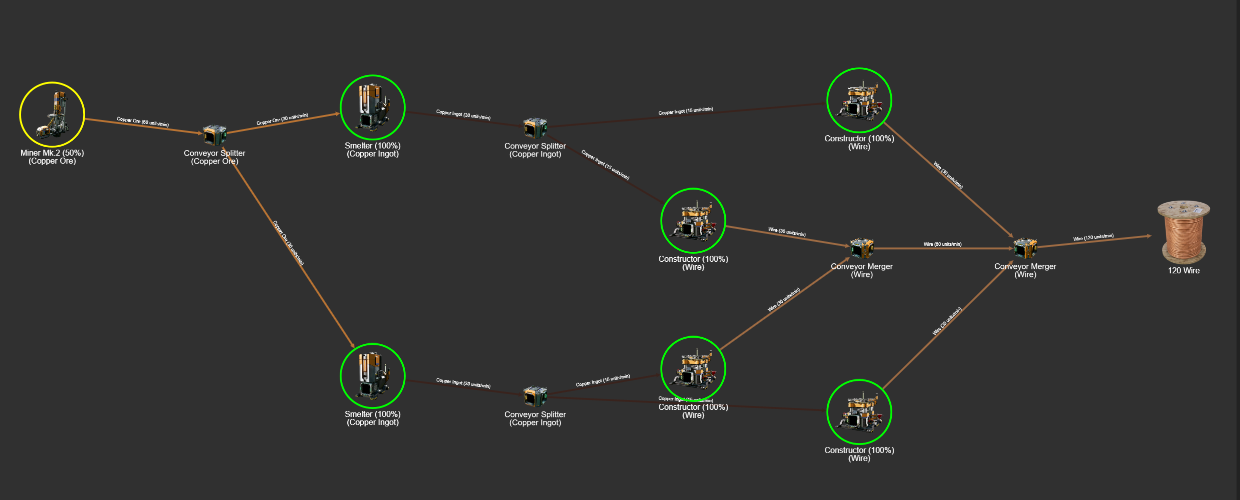 Copper Ore (60 units/min)
Miner Mk.2 (50%)
(Copper Ore)
Conveyor Splitter
(Copper Ore)
Copper Ore (30 units/min)
Copper Ore (30 units/min)
Smelter (100%)
(Copper Ingot)
Copper Ingot (30 units/min)
Conveyor Splitter
(Copper Ingot)
Copper Ingot (15 units/min)
Copper Ingot (15 units/min)
Constructor (100%)
(Wire)
Wire (30 units/min)
Constructor (100%)
(Wire)
Wire (30 units/min)
Conveyor Merger
(Wire)
Wire (60 units/min)
Conveyor Merger
(Wire)
Wire (120 units/min)
120 Wire
Wire (30 units/min)
Wire (30 units/min)
Smelter (100%)
(Copper Ingot)
Copper Ingot (30 units/min)
Conveyor Splitter
(Copper Ingot)
Copper Ingot (15 units/min)
Copper Ingot (15 units/min)
Constructor (100%)
(Wire)
Constructor (100%)
(Wire)